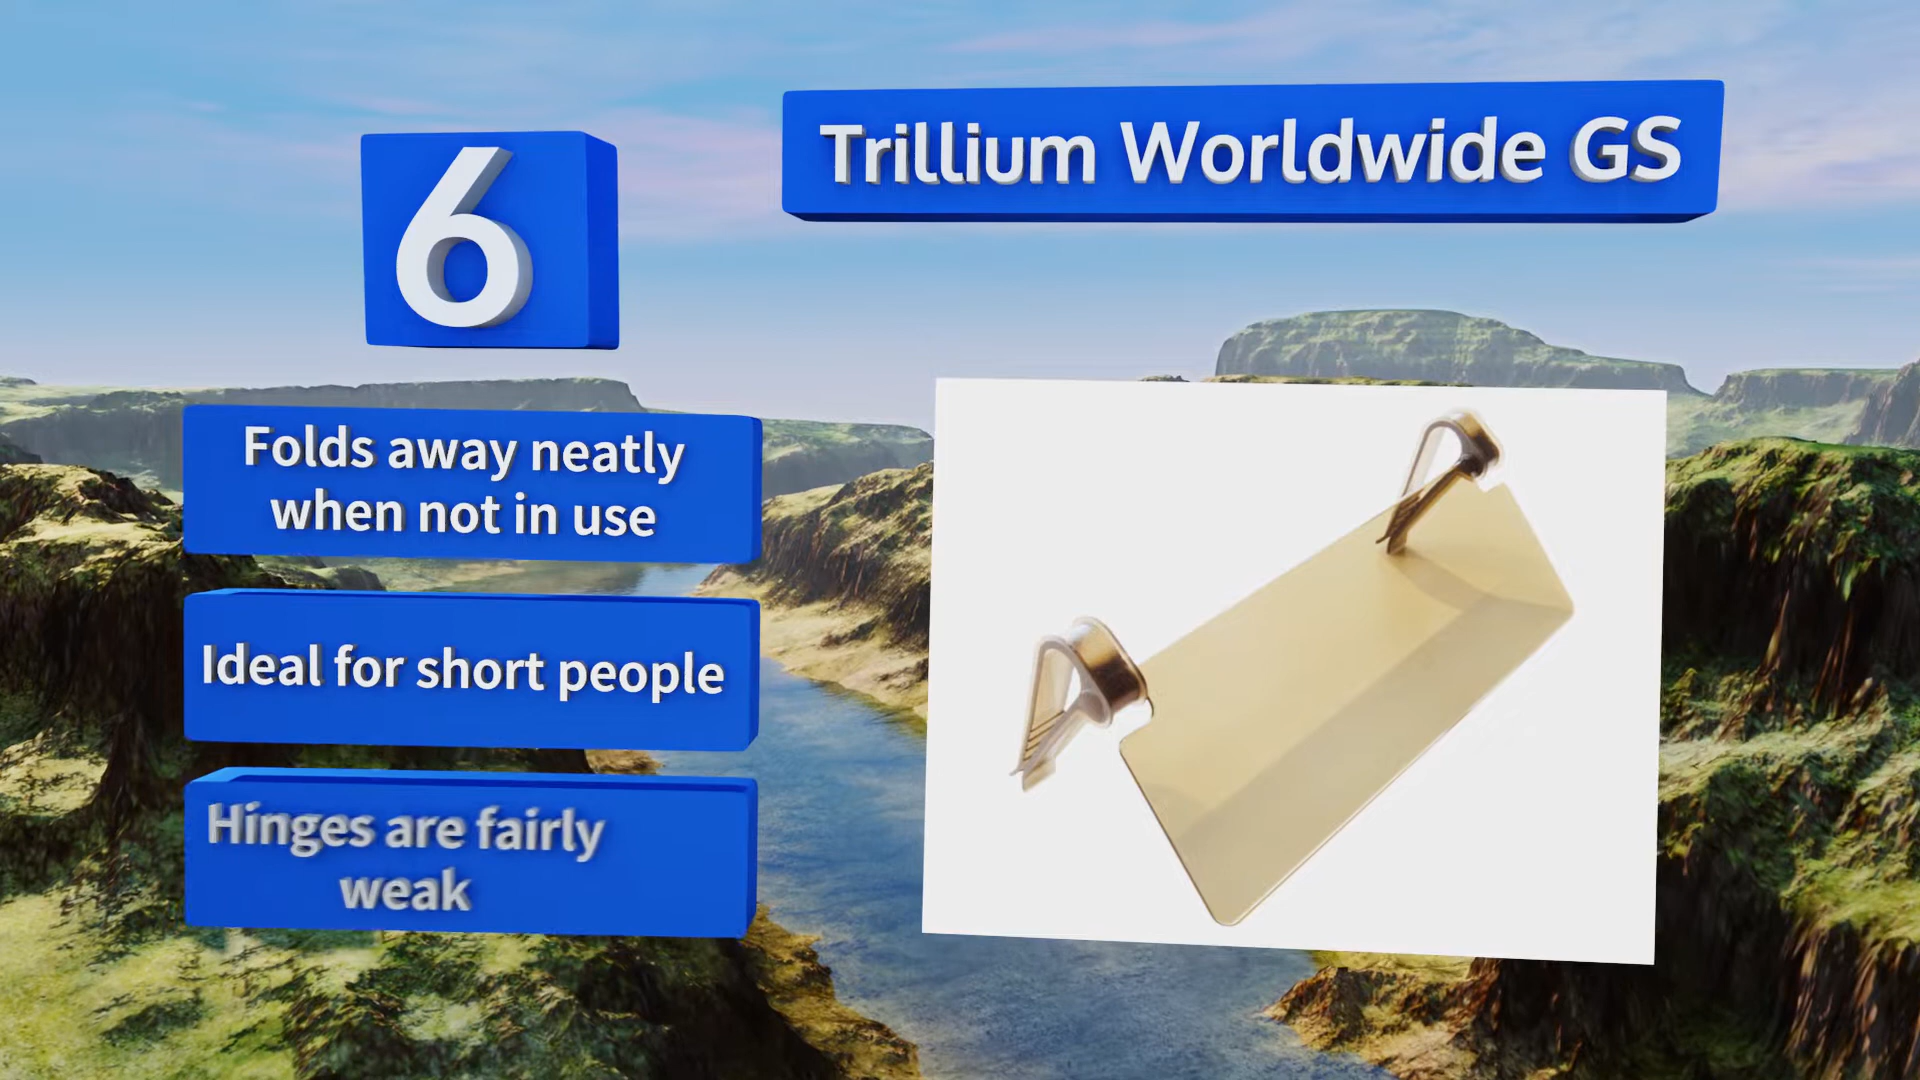 6
Trillium Worldwide GS
Folds away neatly
when not in use
Ideal for short people
Hinges are fairly
weak